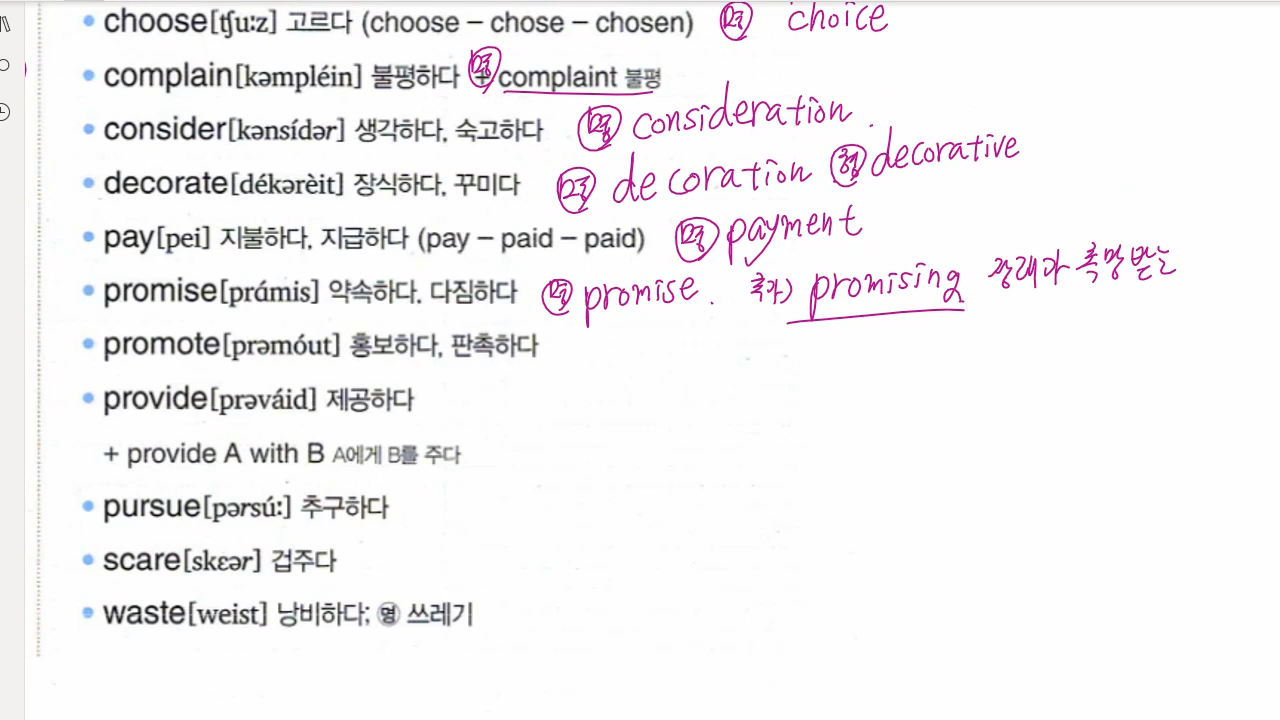 choose[tʃuːz] 고르다 (choose – chose – chosen) 명 choice
complain[kəmpléin] 불평하다 명 + complaint 불평
consider[kənsídər] 생각하다, 숙고하다 명 consideration.
decorate[dékərèit] 장식하다, 꾸미다 명 decoration 형 decorative
pay[pei] 지불하다, 지급하다 (pay – paid – paid) 명 payment
promise[prámis] 약속하다, 다짐하다 명 promise. 추가) promising 장래가 촉망 받는
promote[prəmóut] 홍보하다, 판촉하다
provide[prəváid] 제공하다
+ provide A with B A에게 B를 주다
pursue[pərsúː] 추구하다
scare[skɛər] 겁주다
waste[weist] 낭비하다; 명 쓰레기